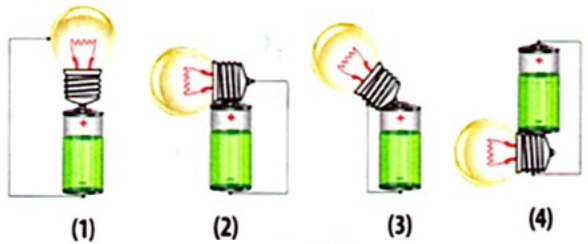 + + + +
(1) (2) (3) (4)